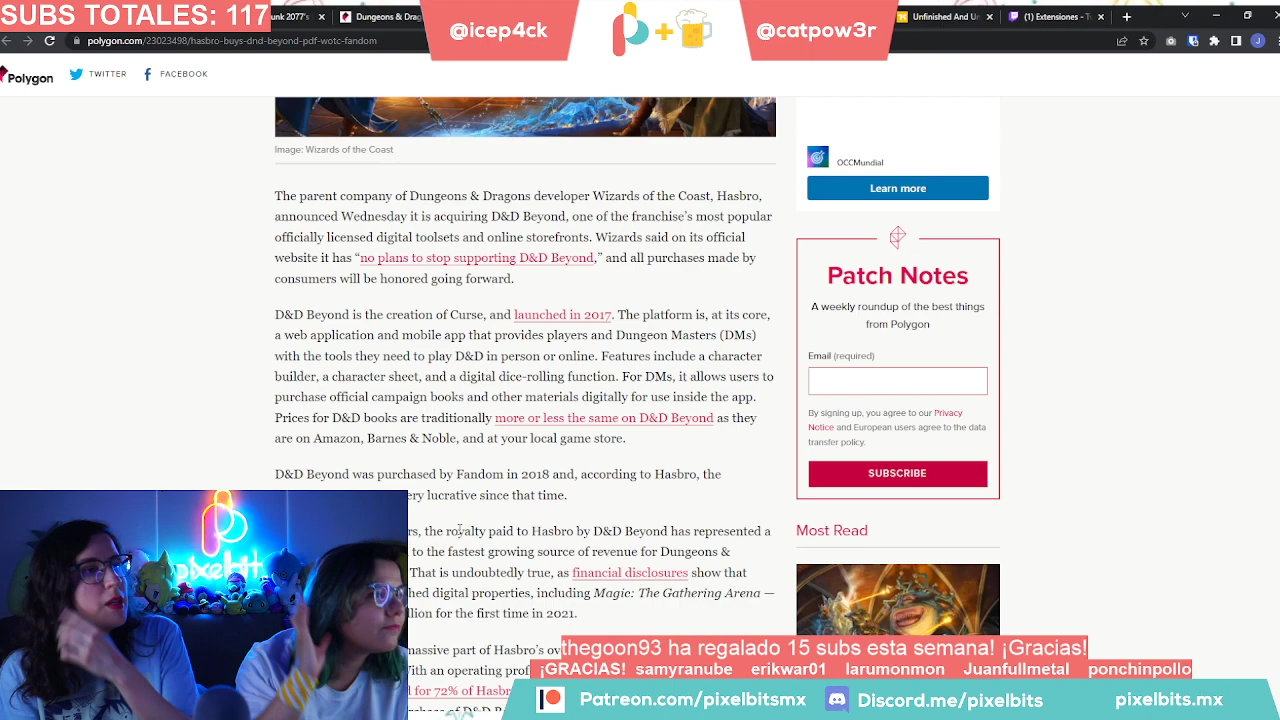 SUBS TOTALES: 117
unk 2077's
Dungeons & Dra
@icep4ck
@catpow3r
Unfinished And Un
(1) Extensiones - T
polygon.com/23023498/hasbro-buys-dnd-beyond-pdf-wotc-fandom
Polygon
TWITTER
FACEBOOK
Image: Wizards of the Coast
The parent company of Dungeons & Dragons developer Wizards of the Coast, Hasbro,
announced Wednesday it is acquiring D&D Beyond, one of the franchise's most popular
officially licensed digital toolsets and online storefronts. Wizards said on its official
website it has “no plans to stop supporting D&D Beyond,” and all purchases made by
consumers will be honored going forward.
D&D Beyond is the creation of Curse, and launched in 2017. The platform is, at its core,
a web application and mobile app that provides players and Dungeon Masters (DMs)
with the tools they need to play D&D in person or online. Features include a character
builder, a character sheet, and a digital dice-rolling function. For DMs, it allows users to
purchase official campaign books and other materials digitally for use inside the app.
Prices for D&D books are traditionally more or less the same on D&D Beyond as they
are on Amazon, Barnes & Noble, and at your local game store.
D&D Beyond was purchased by Fandom in 2018 and, according to Hasbro, the
ery lucrative since that time.
rs, the royalty paid to Hasbro by D&D Beyond has represented a
to the fastest growing source of revenue for Dungeons &
That is undoubtedly true, as financial disclosures show that
hed digital properties, including Magic: The Gathering Arena —
llion for the first time in 2021.
nassive part of Hasbro's ov
With an operating prof
d for 72% of Hasbr
OCCMundial
Learn more
Patch Notes
A weekly roundup of the best things
from Polygon
Email (required)
By signing up, you agree to our Privacy
Notice and European users agree to the data
transfer policy.
SUBSCRIBE
Most Read
pixelbit
thegoon93 ha regalado 15 subs esta semana! ¡Gracias!
¡GRACIAS! samyranube erikwar01 larumonmon Juanfullmetal ponchinpollo
Patreon.com/pixelbitsmx
Discord.me/pixelbits
pixelbits.mx